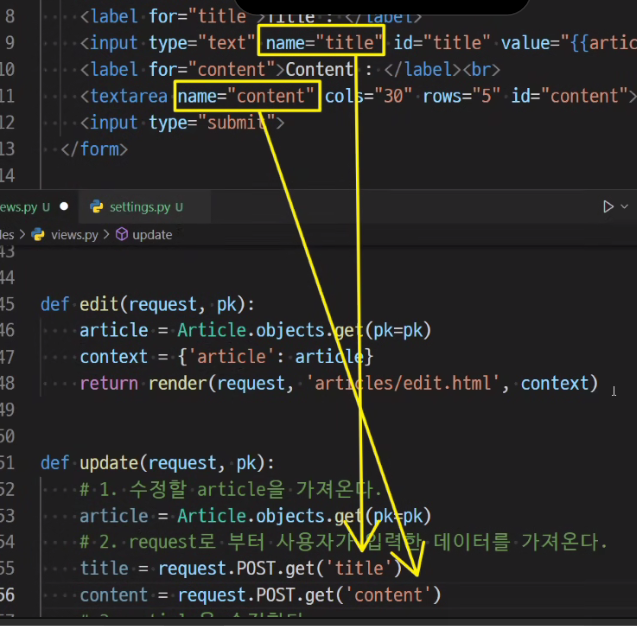 8 <label for="title">Title : </label>
9 <input type="text" name="title" id="title" value="{{artic
10 <label for="content">Content : </label><br>
11 <textarea name="content" cols="30" rows="5" id="content">
12 <input type="submit">
13 </form>
14
ews.py U ● settings.py U
les > views.py > update
43
44
45 def edit(request, pk):
46 article = Article.objects.get(pk=pk)
47 context = {'article': article}
48 return render(request, 'articles/edit.html', context)
49
50
51 def update(request, pk):
52 # 1. 수정할 article을 가져온다.
53 article = Article.objects.get(pk=pk)
54 # 2. request로 부터 사용자가 입력한 데이터를 가져온다.
55 title = request.POST.get('title')
56 content = request.POST.get('content')